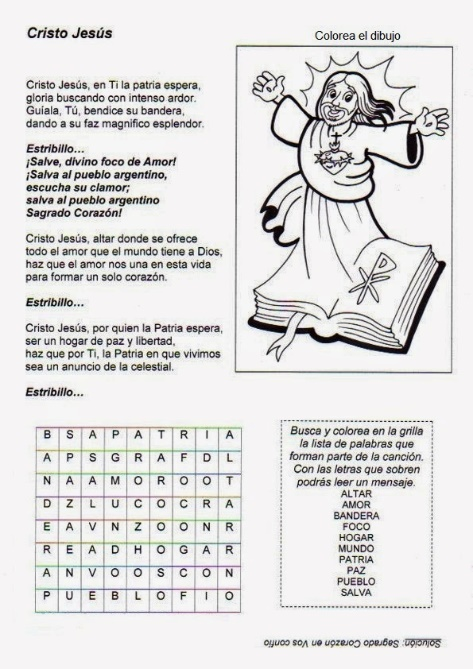 Cristo Jesús
Colorea el dibujo
Cristo Jesús, en Ti la patria espera,
gloria buscando con intenso ardor.
Guíala, Tú, bendice su bandera,
dando a su faz magnifico esplendor.
Estribillo...
¡Salve, divino foco de Amor!
¡Salva al pueblo argentino,
escucha su clamor;
salva al pueblo argentino
Sagrado Corazón!
Cristo Jesús, altar donde se ofrece
todo el amor que el mundo tiene a Dios,
haz que el amor nos una en esta vida
para formar un solo corazón.
Estribillo...
Cristo Jesús, por quien la Patria espera,
ser un hogar de paz y libertad,
haz que por Ti, la Patria en que vivimos
sea un anuncio de la celestial.
Estribillo...
B S A P A T R I A
A P S G R A F D L
N A A M O R O O T
D Z L U C O C R A
E A V N Z O O N R
R E A D H O G A R
A N V O O S C O N
P U E B L O F I O
Busca y colorea en la grilla
la lista de palabras que
forman parte de la canción.
Con las letras que sobren
podrás leer un mensaje.
ALTAR
AMOR
BANDERA
FOCO
HOGAR
MUNDO
PATRIA
PAZ
PUEBLO
SALVA
Solución: Sagrado Corazón en Vos confío